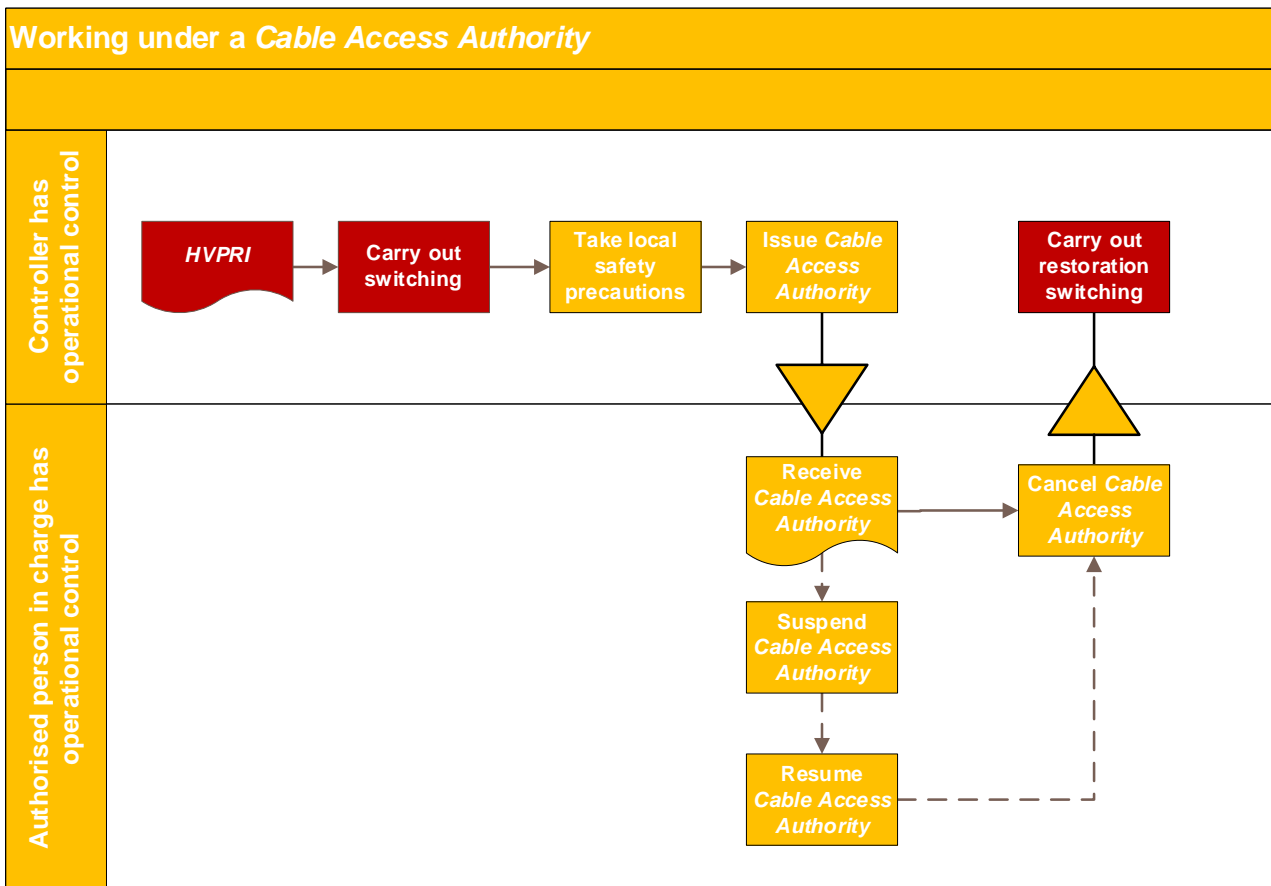 Working under a Cable Access Authority
Controller has
operational control
HVPRI
Carry out
switching
Take local
safety
precautions
Issue Cable
Access
Authority
Carry out
restoration
switching
Authorised person in charge has
operational control
Receive
Cable Access
Authority
Cancel Cable
Access
Authority
Suspend
Cable Access
Authority
Resume
Cable Access
Authority